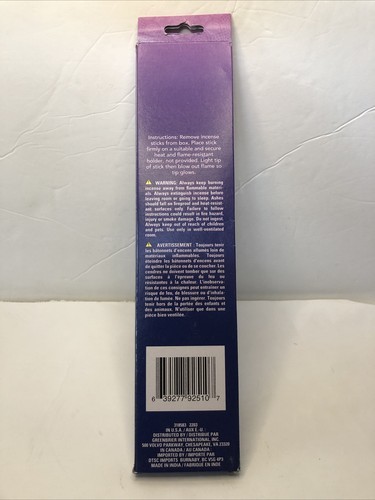 Instructions: Remove incense
sticks from box. Place stick
firmly on a suitable and secure
heat and flame-resistant
holder, not provided. Light tip
of stick then blow out flame so
tip glows.
WARNING: Always keep burning
incense away from flammable materi-
als. Always extinguish incense before
leaving room or going to sleep. Ashes
should fall on fireproof and heat-resist-
ant surfaces only. Failure to follow
instructions could result in fire hazard,
injury or smoke damage. Do not ingest.
Always keep out of reach of children
and pets. Use only in well-ventilated
room.
AVERTISSEMENT: Toujours tenir
les bâtonnets d'encens allumés loin de
matériaux inflammables. Toujours
éteindre les bâtonnets d'encens avant
de quitter la pièce ou de se coucher. Les
cendres ne doivent tomber que sur des
surfaces à l'épreuve de feu ou
résistantes à la chaleur. L'inobserva-
tion de ces consignes peut entraîner un
risque de feu, de blessure ou d'inhala-
tion de fumée. Ne pas ingérer. Toujours
tenir hors de la portée des enfants et
des animaux. N'utiliser que dans une
pièce bien ventilée.
6 39277 92510 7
IN U.S.A. / AUX É.-U.
DISTRIBUTED BY / DISTRIBUÉ PAR
GREENBRIER INTERNATIONAL, INC.
500 VOLVO PARKWAY, CHESAPEAKE, VA 23320
IN CANADA / AU CANADA
IMPORTED BY / IMPORTÉ PAR
DTSC IMPORTS BURNABY, BC V5G 4P3
MADE IN INDIA / FABRIQUÉ EN INDE